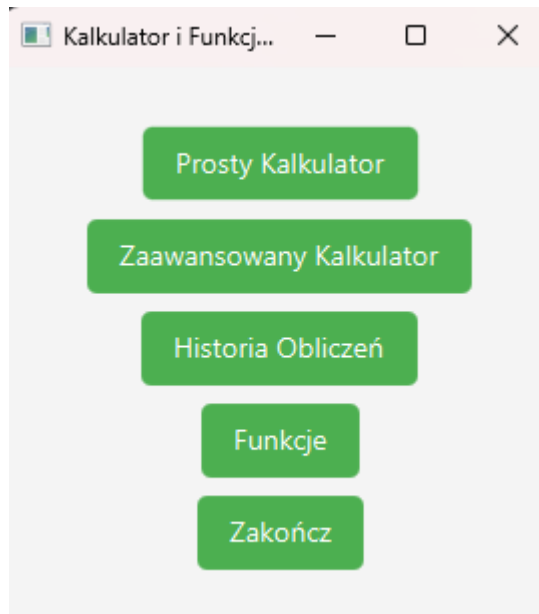 Kalkulator i Funkcj...
Prosty Kalkulator
Zaawansowany Kalkulator
Historia Obliczeń
Funkcje
Zakończ